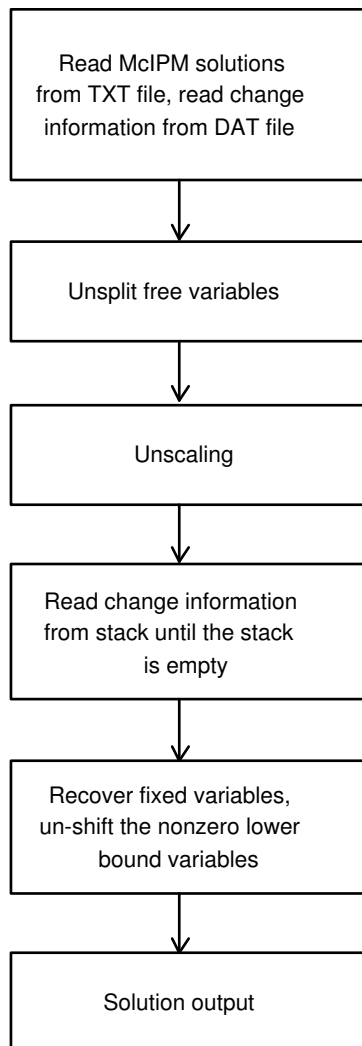 Read McIPM solutions
from TXT file, read change
information from DAT file
Unsplit free variables
Unscaling
Read change information
from stack until the stack
is empty
Recover fixed variables,
un-shift the nonzero lower
bound variables
Solution output